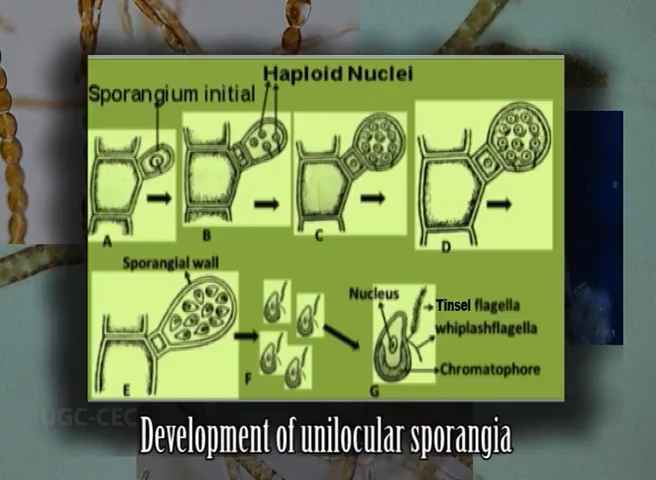 Haploid Nuclei
Sporangium initial
A
B
C
D
Sporangial wall
E
F
Nucleus
Tinsel flagella
whiplashflagella
Chromatophore
G
UGC-CEC
Development of unilocular sporangia